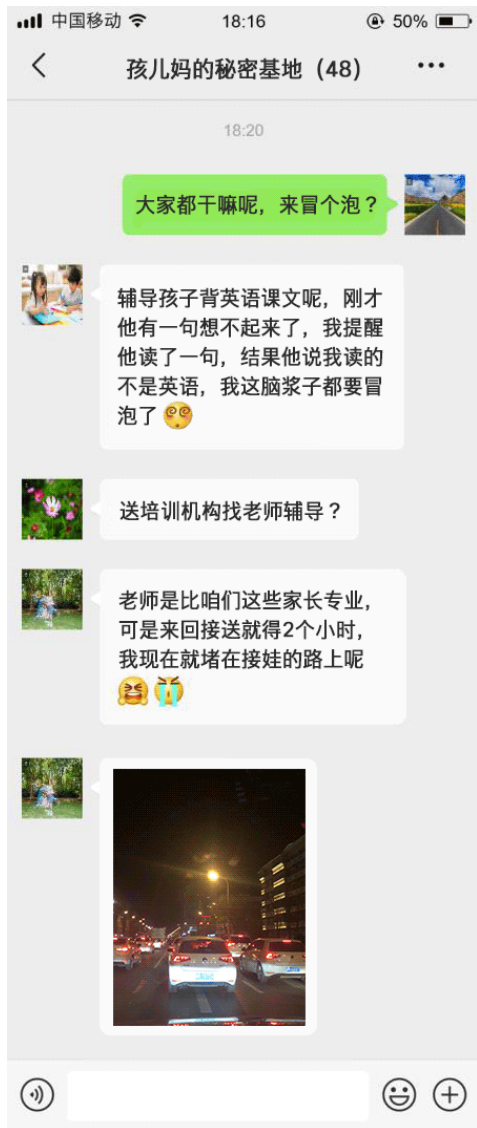 中国移动 18:16 50%
孩儿妈的秘密基地（48）
18:20
大家都干嘛呢，来冒个泡？
辅导孩子背英语课文呢，刚才
他有一句想不起来了，我提醒
他读了一句，结果他说我读的
不是英语，我这脑浆子都要冒
泡了
送培训机构找老师辅导？
老师是比咱们这些家长专业，
可是来回接送就得2个小时，
我现在就堵在接娃的路上呢